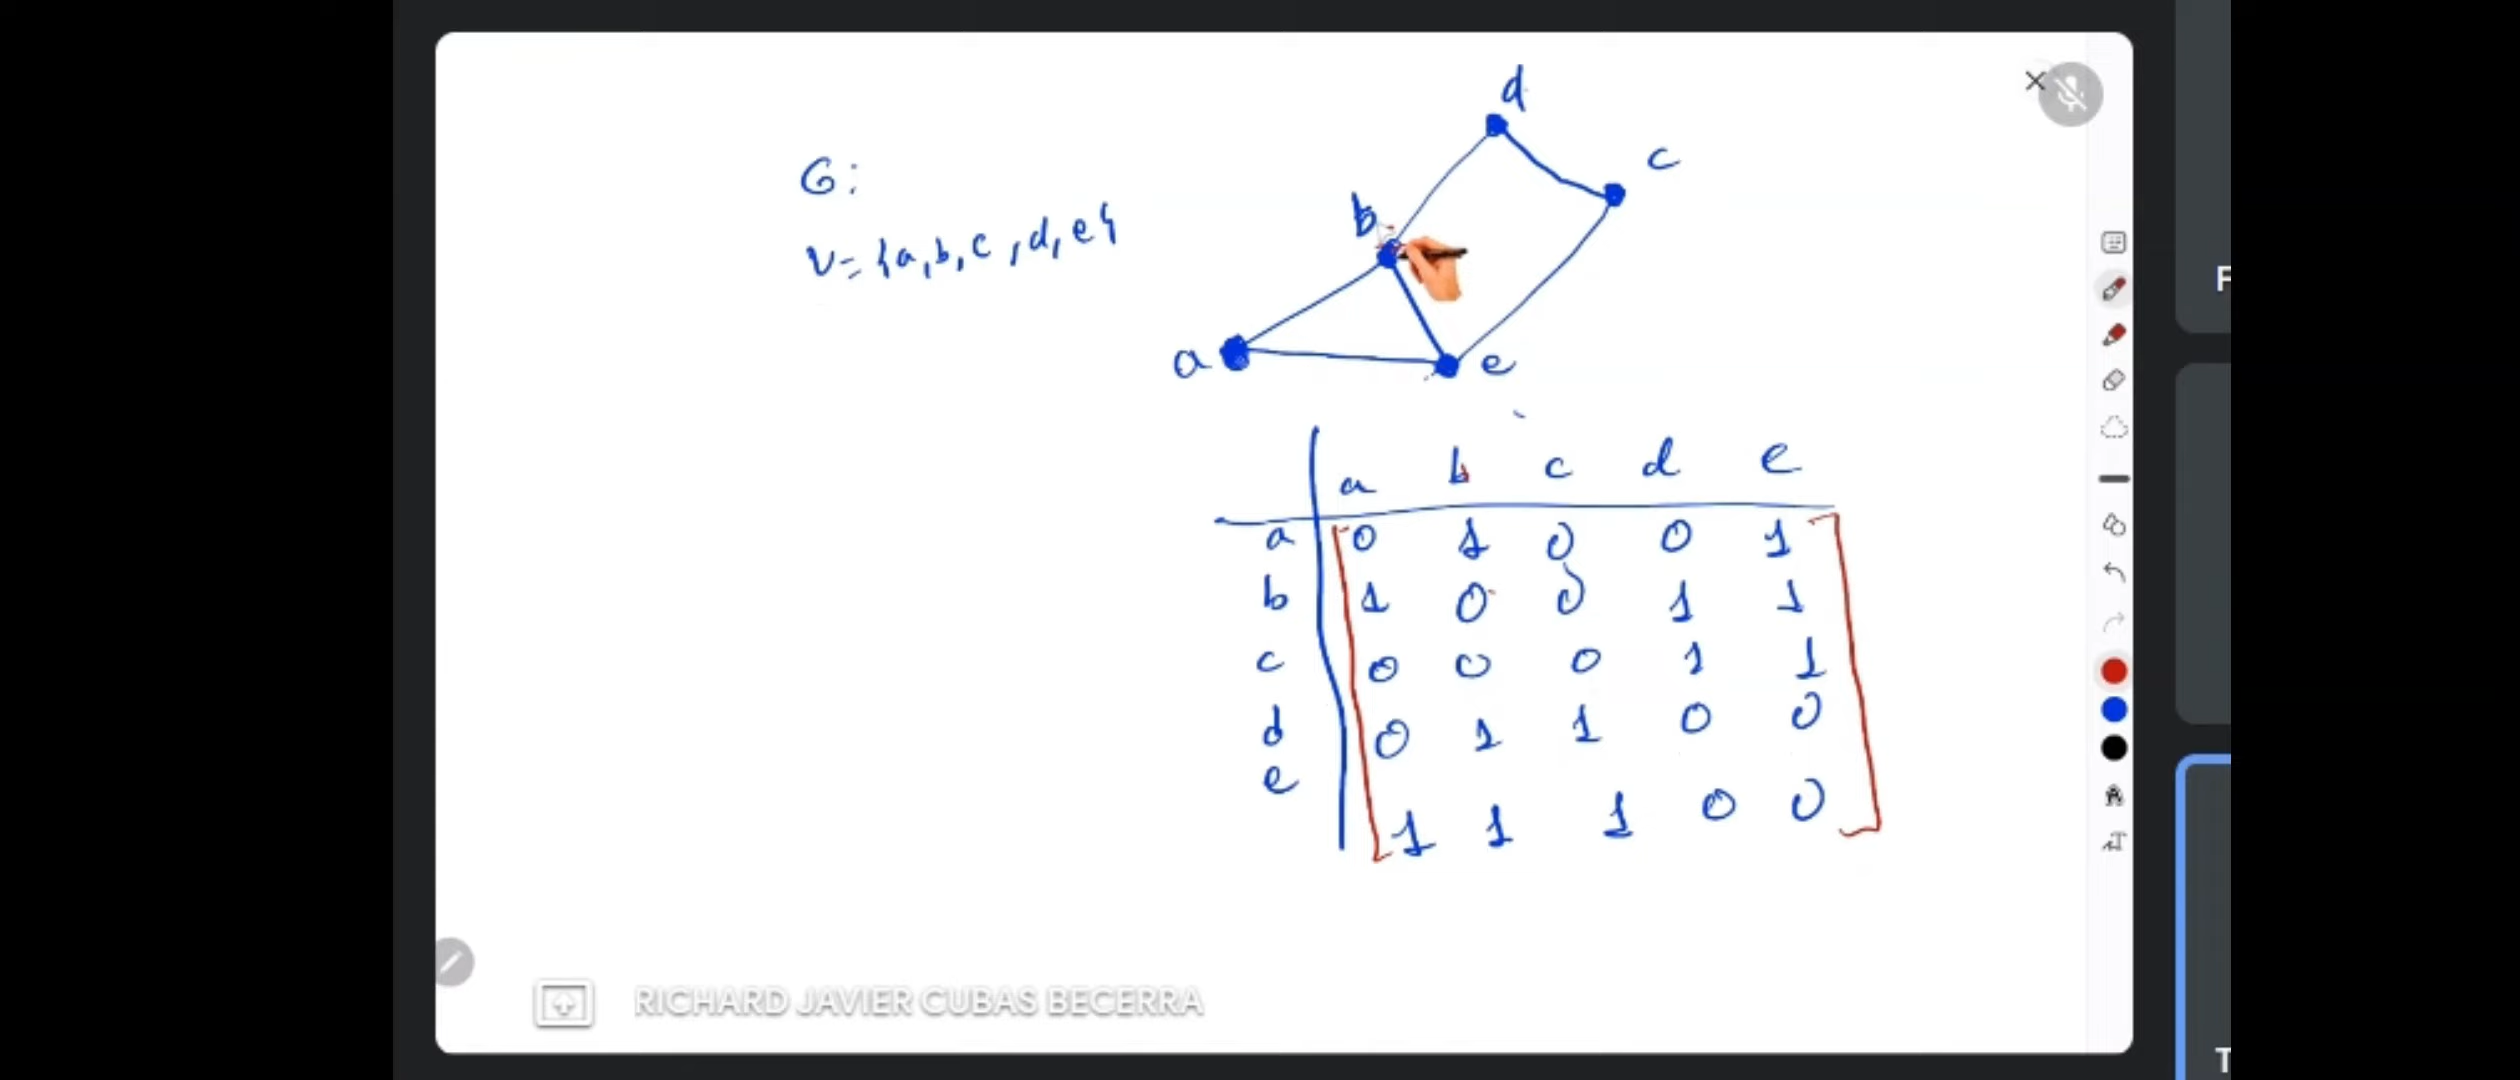 G:
V={a, b, c, d, e}
d
c
b
a
e
a b c d e
a 0 1 0 0 1
b 1 0 0 1 1
c 0 0 0 1 1
d 0 1 1 0 0
e 1 1 1 0 0
RICHARD JAVIER CUBAS BECERRA
F
T